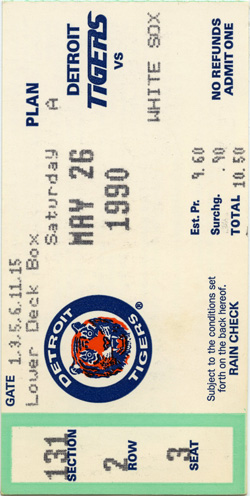 PLAN
A
DETROIT
TIGERS
VS
WHITE SOX
NO REFUNDS
ADMIT ONE
Saturday
MAY 26
1990
Est. Pr. 9.60
Surchg. .90
TOTAL 10.50
GATE 1,3,5,6,11,15
Lower Deck Box
DETROIT
TIGERS
®
Subject to the conditions set
forth on the back hereof.
RAIN CHECK
131
SECTION
2
ROW
3
SEAT